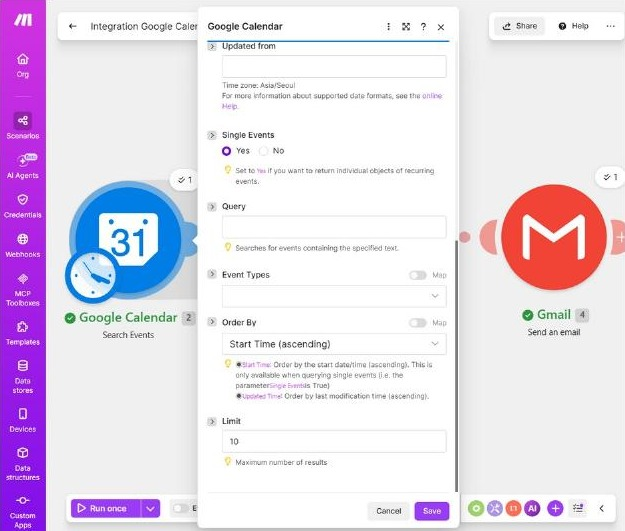 Integration Google Caler
Google Calendar
Share
Help
Org
Scenarios
Beta
AI Agents
Credentials
Webhooks
MCP
Toolboxes
Templates
Data
stores
Devices
Data
structures
Custom
Apps
1
31
Google Calendar 2
Search Events
Updated from
Time zone: Asia/Seoul
For more information about supported date formats, see the online
Help.
Single Events
Yes No
Set to Yes if you want to return individual objects of recurring
events.
Query
Searches for events containing the specified text.
Event Types Map
Order By Map
Start Time (ascending)
Start Time: Order by the start date/time (ascending). This is
only available when querying single events (i.e. the
parameterSingle Eventsis True)
Updated Time: Order by last modification time (ascending).
Limit
10
Maximum number of results
Cancel Save
1
Gmail 4
Send an email
Run once
E
AI